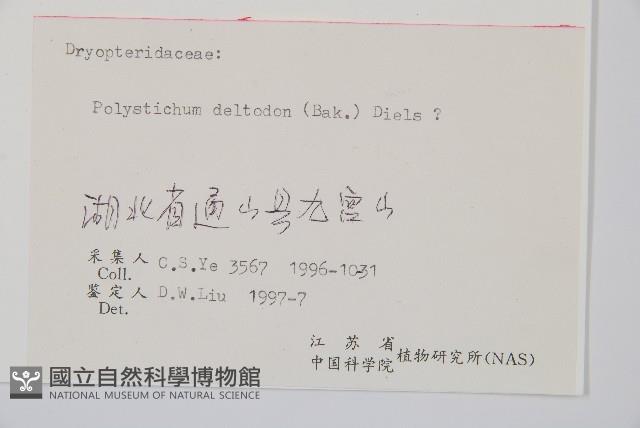 Dryopteridaceae:
Polystichum deltodon (Bak.) Diels ?
湖北省通山县九宫山
采集人 C.S.Ye 3567 1996-10-31
Coll.
鉴定人 D.W.Liu 1997-7
Det.
江苏省
中国科学院 植物研究所(NAS)
國立自然科學博物館
NATIONAL MUSEUM OF NATURAL SCIENCE